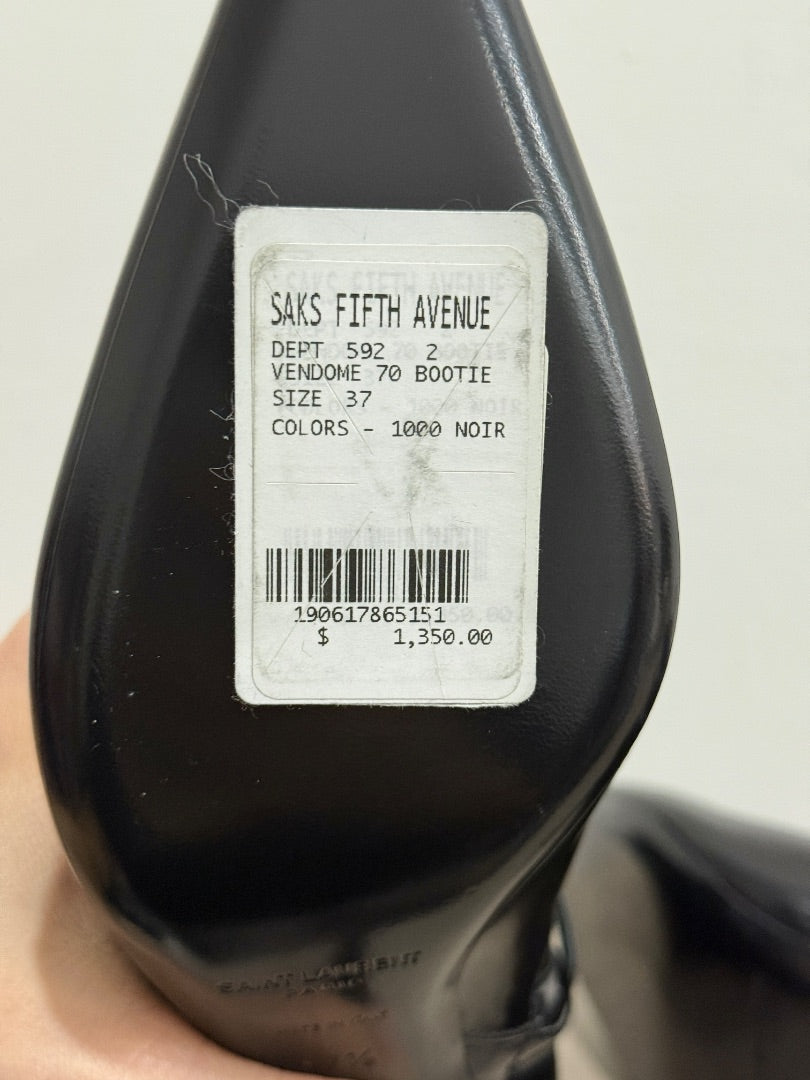 SAKS FIFTH AVENUE
DEPT 592 2
VENDOME 70 BOOTIE
SIZE 37
COLORS - 1000 NOIR
190617865151
$ 1,350.00
SAINT LAURENT
PARIS